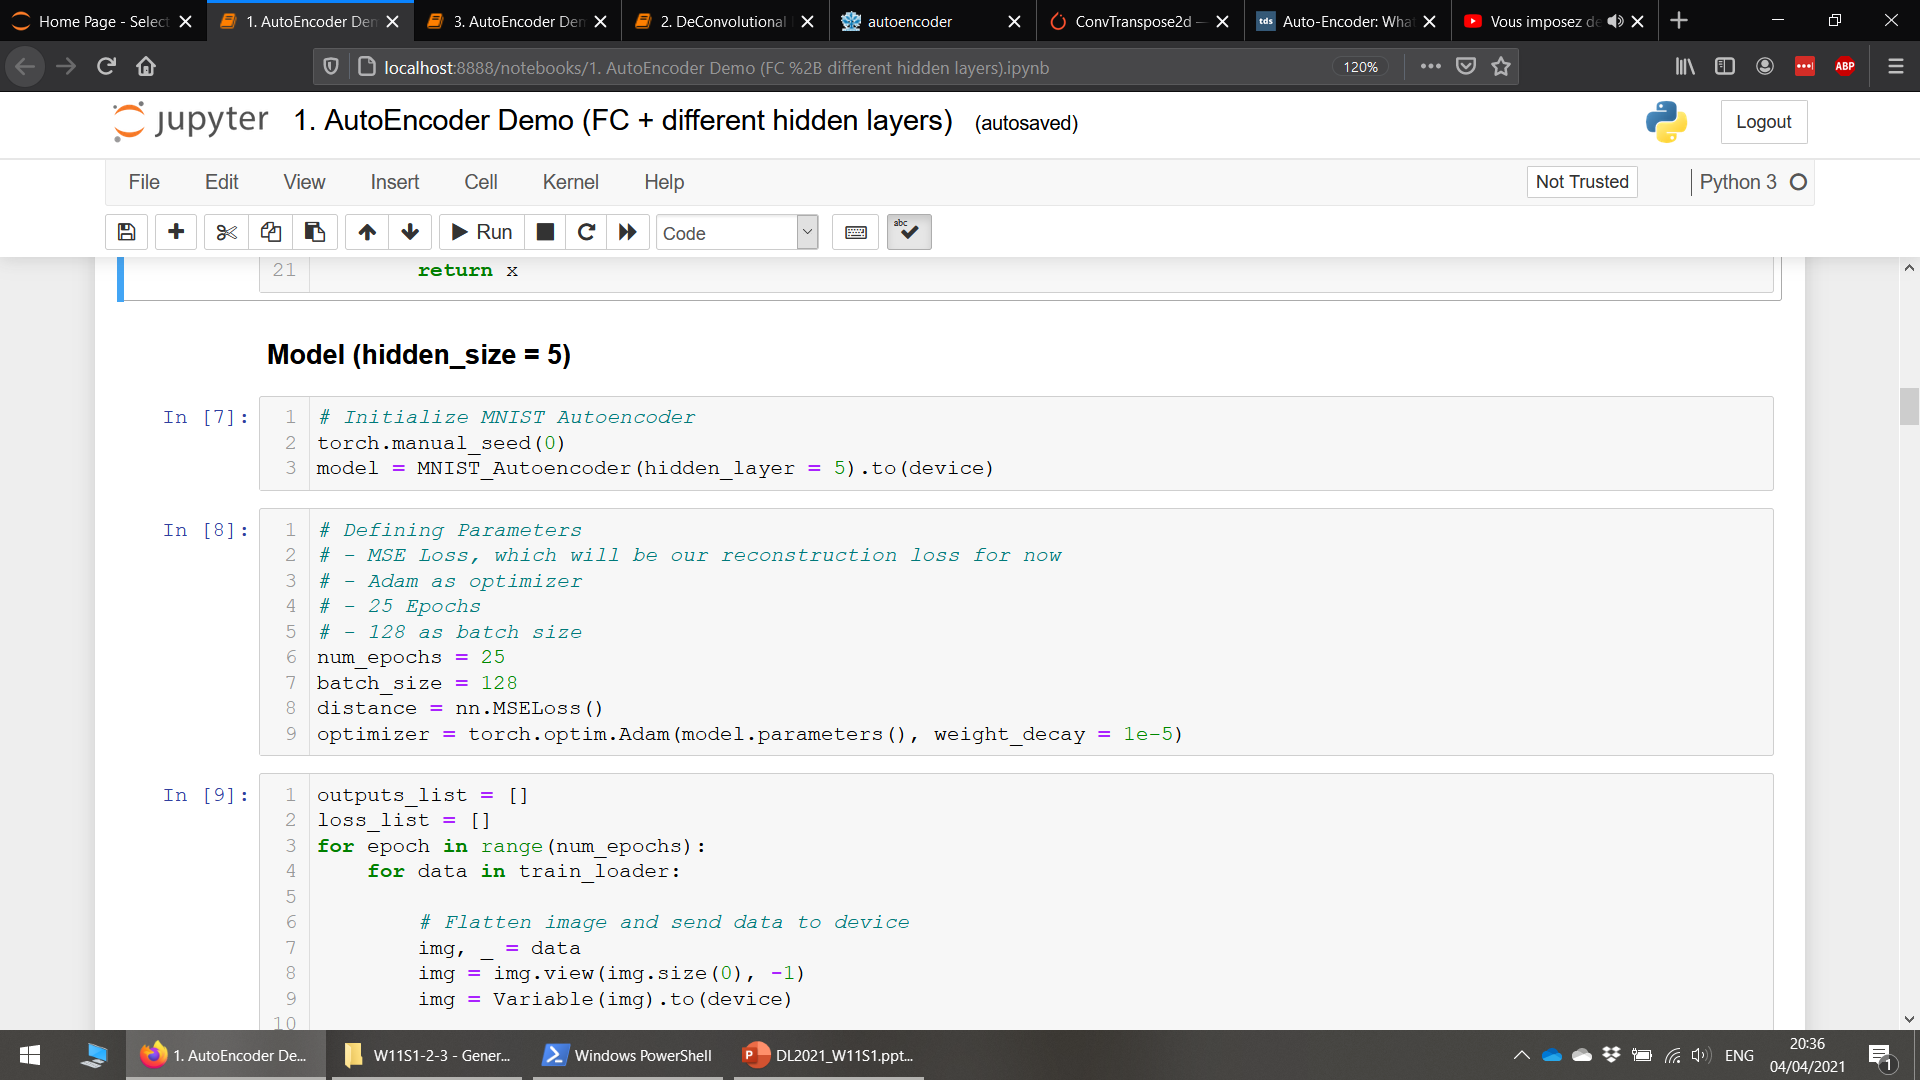 Home Page - Select
1. AutoEncoder Den
3. AutoEncoder Den
2. DeConvolutional
autoencoder
ConvTranspose2d —
tds Auto-Encoder: What
Vous imposez de
localhost:8888/notebooks/1. AutoEncoder Demo (FC %2B different hidden layers).ipynb
120%
ABP
jupyter 1. AutoEncoder Demo (FC + different hidden layers) (autosaved)
Logout
File Edit View Insert Cell Kernel Help
Not Trusted
Python 3
Run
Code
abc
21 return x
Model (hidden_size = 5)
In [7]:
1 # Initialize MNIST Autoencoder
2 torch.manual_seed(0)
3 model = MNIST_Autoencoder(hidden_layer = 5).to(device)
In [8]:
1 # Defining Parameters
2 # - MSE Loss, which will be our reconstruction loss for now
3 # - Adam as optimizer
4 # - 25 Epochs
5 # - 128 as batch size
6 num_epochs = 25
7 batch_size = 128
8 distance = nn.MSELoss()
9 optimizer = torch.optim.Adam(model.parameters(), weight_decay = 1e-5)
In [9]:
1 outputs_list = []
2 loss_list = []
3 for epoch in range(num_epochs):
4     for data in train_loader:
5
6         # Flatten image and send data to device
7         img, _ = data
8         img = img.view(img.size(0), -1)
9         img = Variable(img).to(device)
10
1. AutoEncoder De...
W11S1-2-3 - Gener...
Windows PowerShell
DL2021_W11S1.ppt...
ENG
20:36
04/04/2021
1